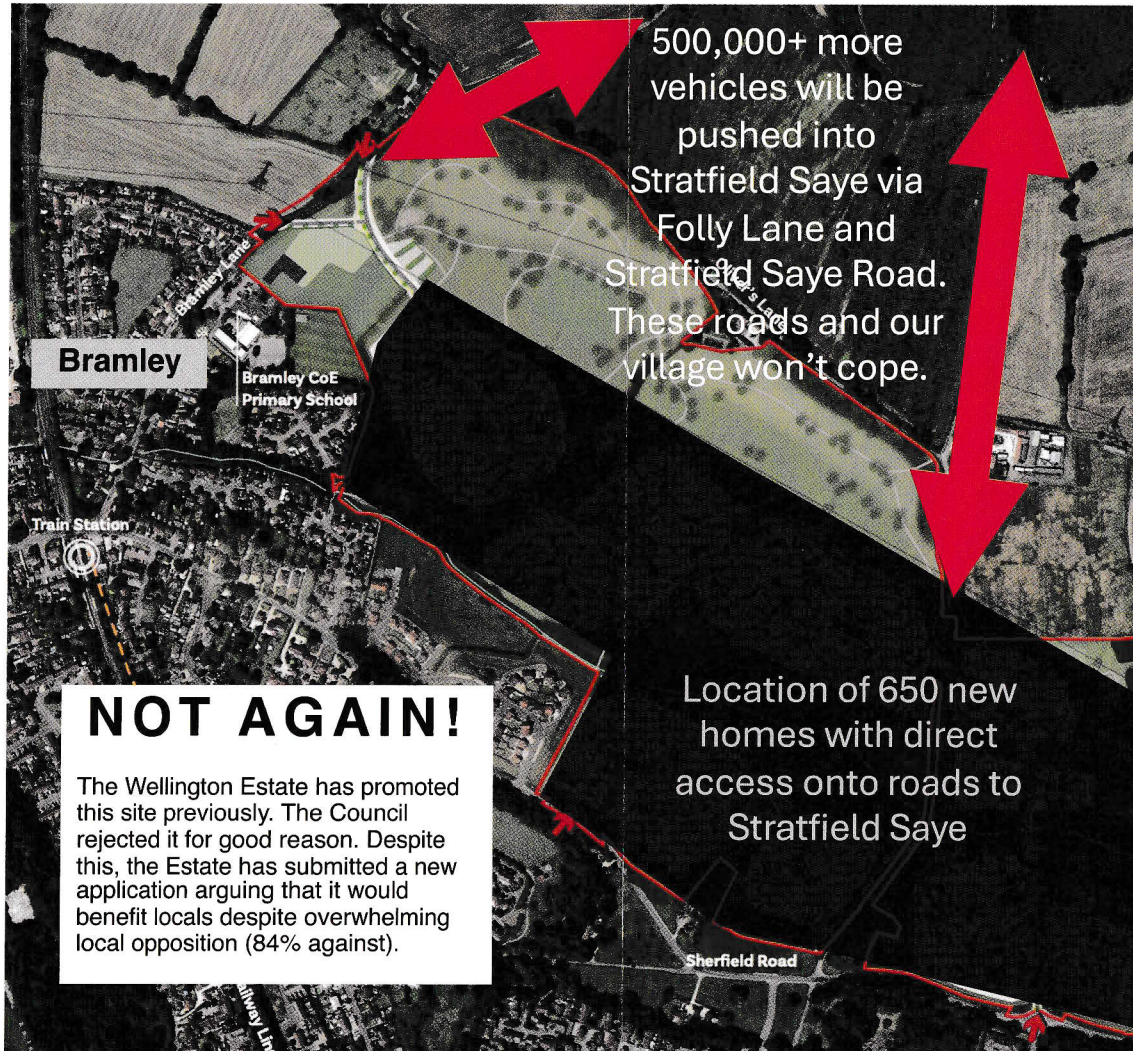 500,000+ more
vehicles will be
pushed into
Stratfield Saye via
Folly Lane and
Stratfield Saye Road.
These roads and our
village won't cope.
Bramley Lane
Bramley
Bramley CoE
Primary School
Train Station
NOT AGAIN!
The Wellington Estate has promoted
this site previously. The Council
rejected it for good reason. Despite
this, the Estate has submitted a new
application arguing that it would
benefit locals despite overwhelming
local opposition (84% against).
Location of 650 new
homes with direct
access onto roads to
Stratfield Saye
Sherfield Road